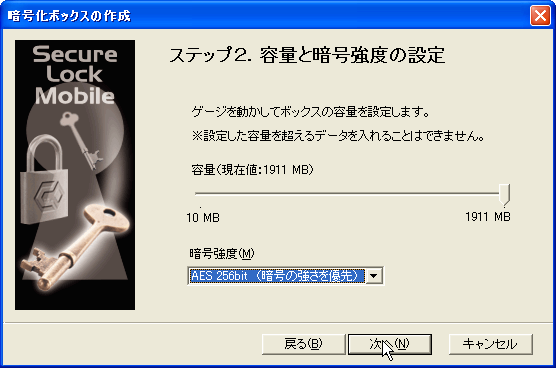 暗号化ボックスの作成
Secure
Lock
Mobile
ステップ2. 容量と暗号強度の設定
ゲージを動かしてボックスの容量を設定します。
※設定した容量を超えるデータを入れることはできません。
容量(現在値:1911 MB)
10 MB 1911 MB
暗号強度(M)
AES 256bit (暗号の強さを優先)
戻る(B) 次へ(N) キャンセル